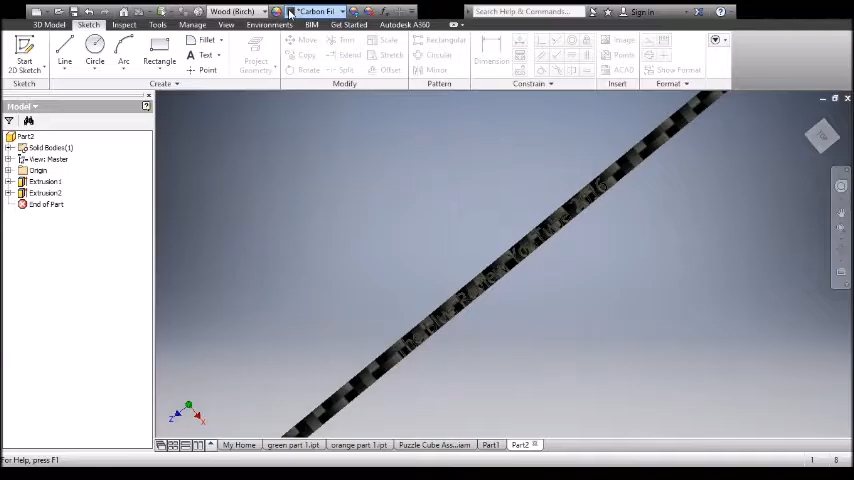 Wood (Birch)
*Carbon Fil
Search Help & Commands...
Sign In
3D Model
Sketch
Inspect
Tools
Manage
View
Environments
BIM
Get Started
Autodesk A360
Start
2D Sketch
Line
Circle
Arc
Rectangle
Fillet
Text
Point
Project
Geometry
Move
Copy
Rotate
Trim
Extend
Split
Scale
Stretch
Offset
Rectangular
Circular
Mirror
Dimension
Image
Points
ACAD
Show Format
Create
Modify
Pattern
Constrain
Insert
Format
Model
Part2
Solid Bodies(1)
View: Master
Origin
Extrusion1
Extrusion2
End of Part
2016
Z
X
My Home
green part 1.ipt
orange part 1.ipt
Puzzle Cube Ass...iam
Part1
Part2
For Help, press F1
1
8